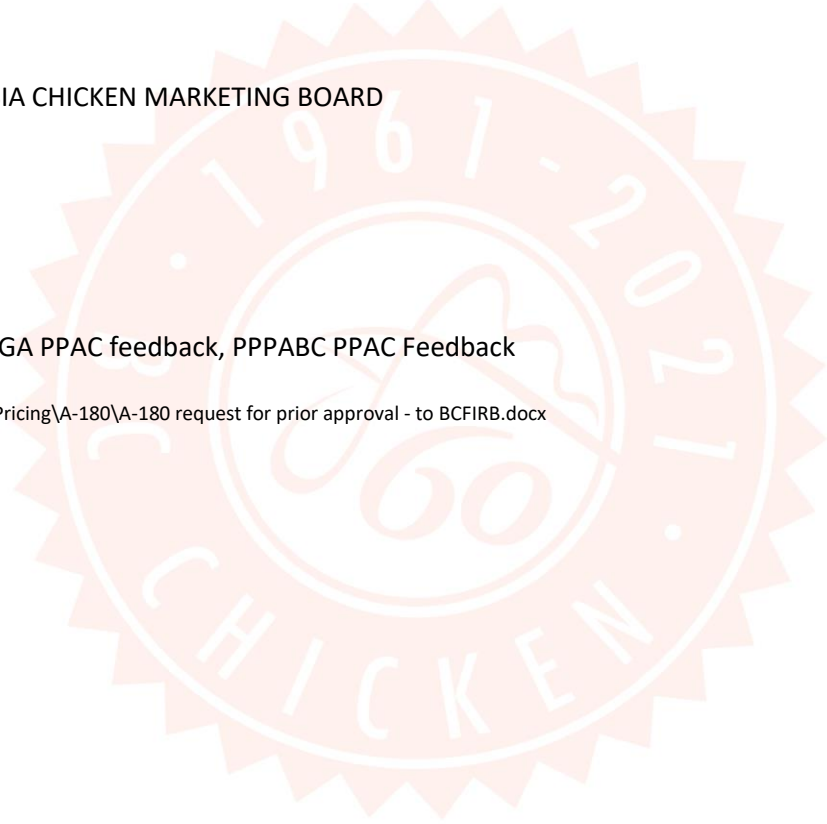 IA CHICKEN MARKETING BOARD
GA PPAC feedback, PPPABC PPAC Feedback
Pricing\A-180\A-180 request for prior approval - to BCFIRB.docx
BC CHICKEN • 1961-2021 •
60